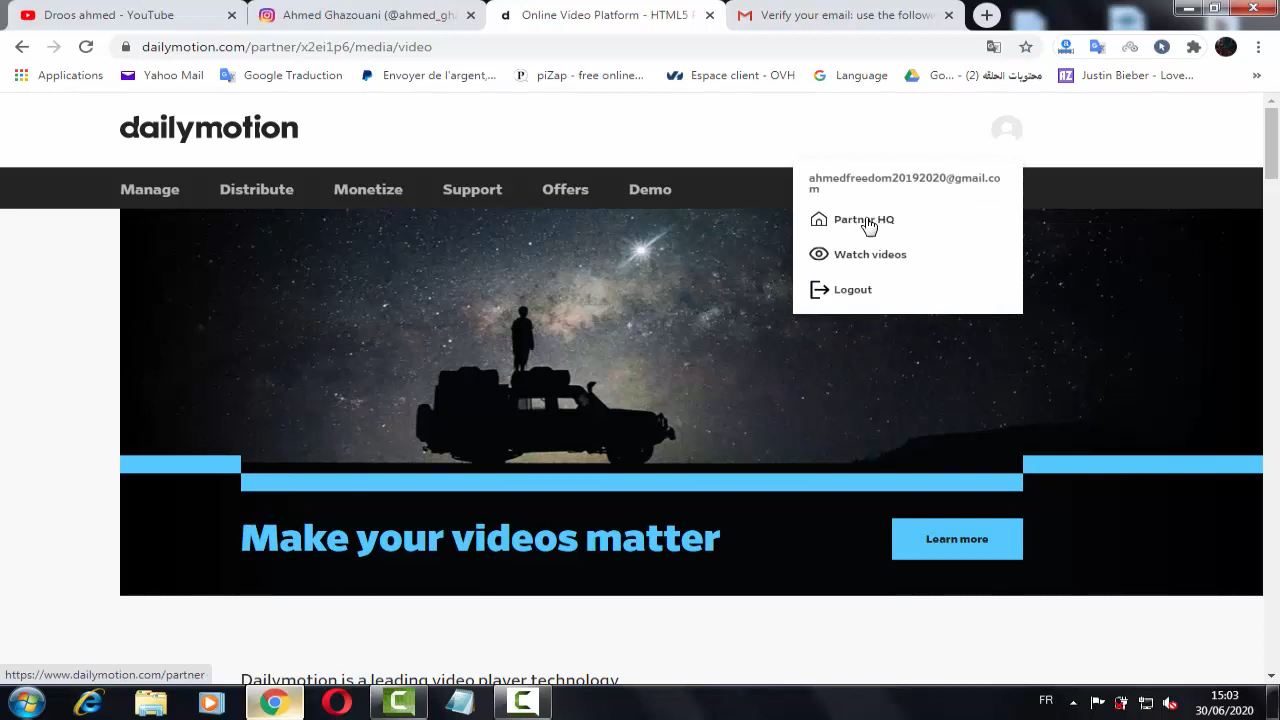 Droos ahmed - YouTube
Ahmed Ghazouani (@ahmed_gha
Online Video Platform - HTML5 P
Verify your email: use the followi
dailymotion.com/partner/x2ei1p6/media/video
Applications
Yahoo Mail
Google Traduction
Envoyer de l'argent,...
piZap - free online...
Espace client - OVH
Language
محتويات الحلقه (2) - Go...
Justin Bieber - Love...
dailymotion
Manage Distribute Monetize Support Offers Demo
ahmedfreedom20192020@gmail.co
m
Partner HQ
Watch videos
Logout
Make your videos matter
Learn more
Dailymotion is a leading video player technology
https://www.dailymotion.com/partner
FR
15:03
30/06/2020